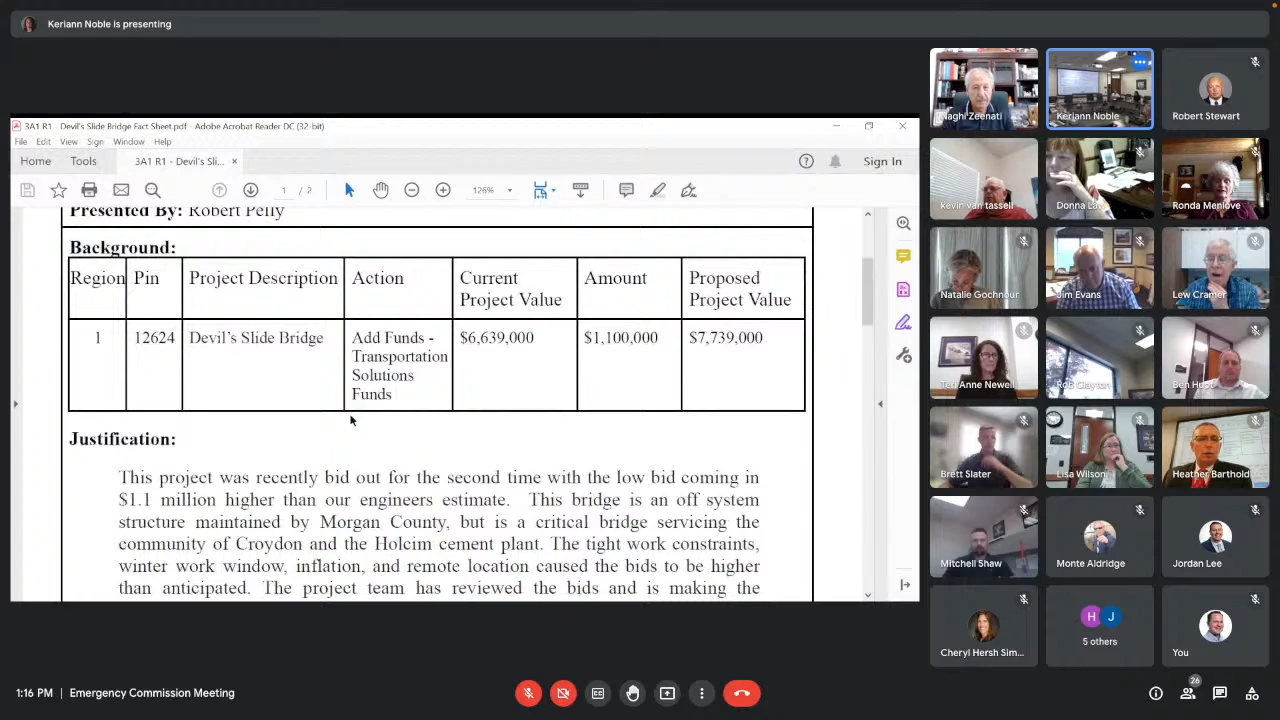 Keriann Noble is presenting
3A1 R1 - Devil's Slide Bridge Fact Sheet.pdf - Adobe Acrobat Reader DC (32-bit)
File Edit View Sign Window Help
Home Tools 3A1 R1 - Devil's Sli... × Sign In
1 / 2 126%
Presented By: Robert Pelly
Background:
Region Pin Project Description Action Current Project Value Amount Proposed Project Value
1 12624 Devil's Slide Bridge Add Funds - Transportation Solutions Funds $6,639,000 $1,100,000 $7,739,000
Justification:
This project was recently bid out for the second time with the low bid coming in
$1.1 million higher than our engineers estimate. This bridge is an off system
structure maintained by Morgan County, but is a critical bridge servicing the
community of Croydon and the Holcim cement plant. The tight work constraints,
winter work window, inflation, and remote location caused the bids to be higher
than anticipated. The project team has reviewed the bids and is making the
Naghi Zeenati
Keriann Noble
Robert Stewart
kevin van tassell
Donna Law
Ronda Menlove
Natalie Gochnour
Jim Evans
Lew Cramer
Teri Anne Newell
Rob Clayton
Ben Huot
Brett Slater
Lisa Wilson
Heather Barthold
Mitchell Shaw
Monte Aldridge
Jordan Lee
Cheryl Hersh Sim...
H J
5 others
You
1:16 PM | Emergency Commission Meeting
26